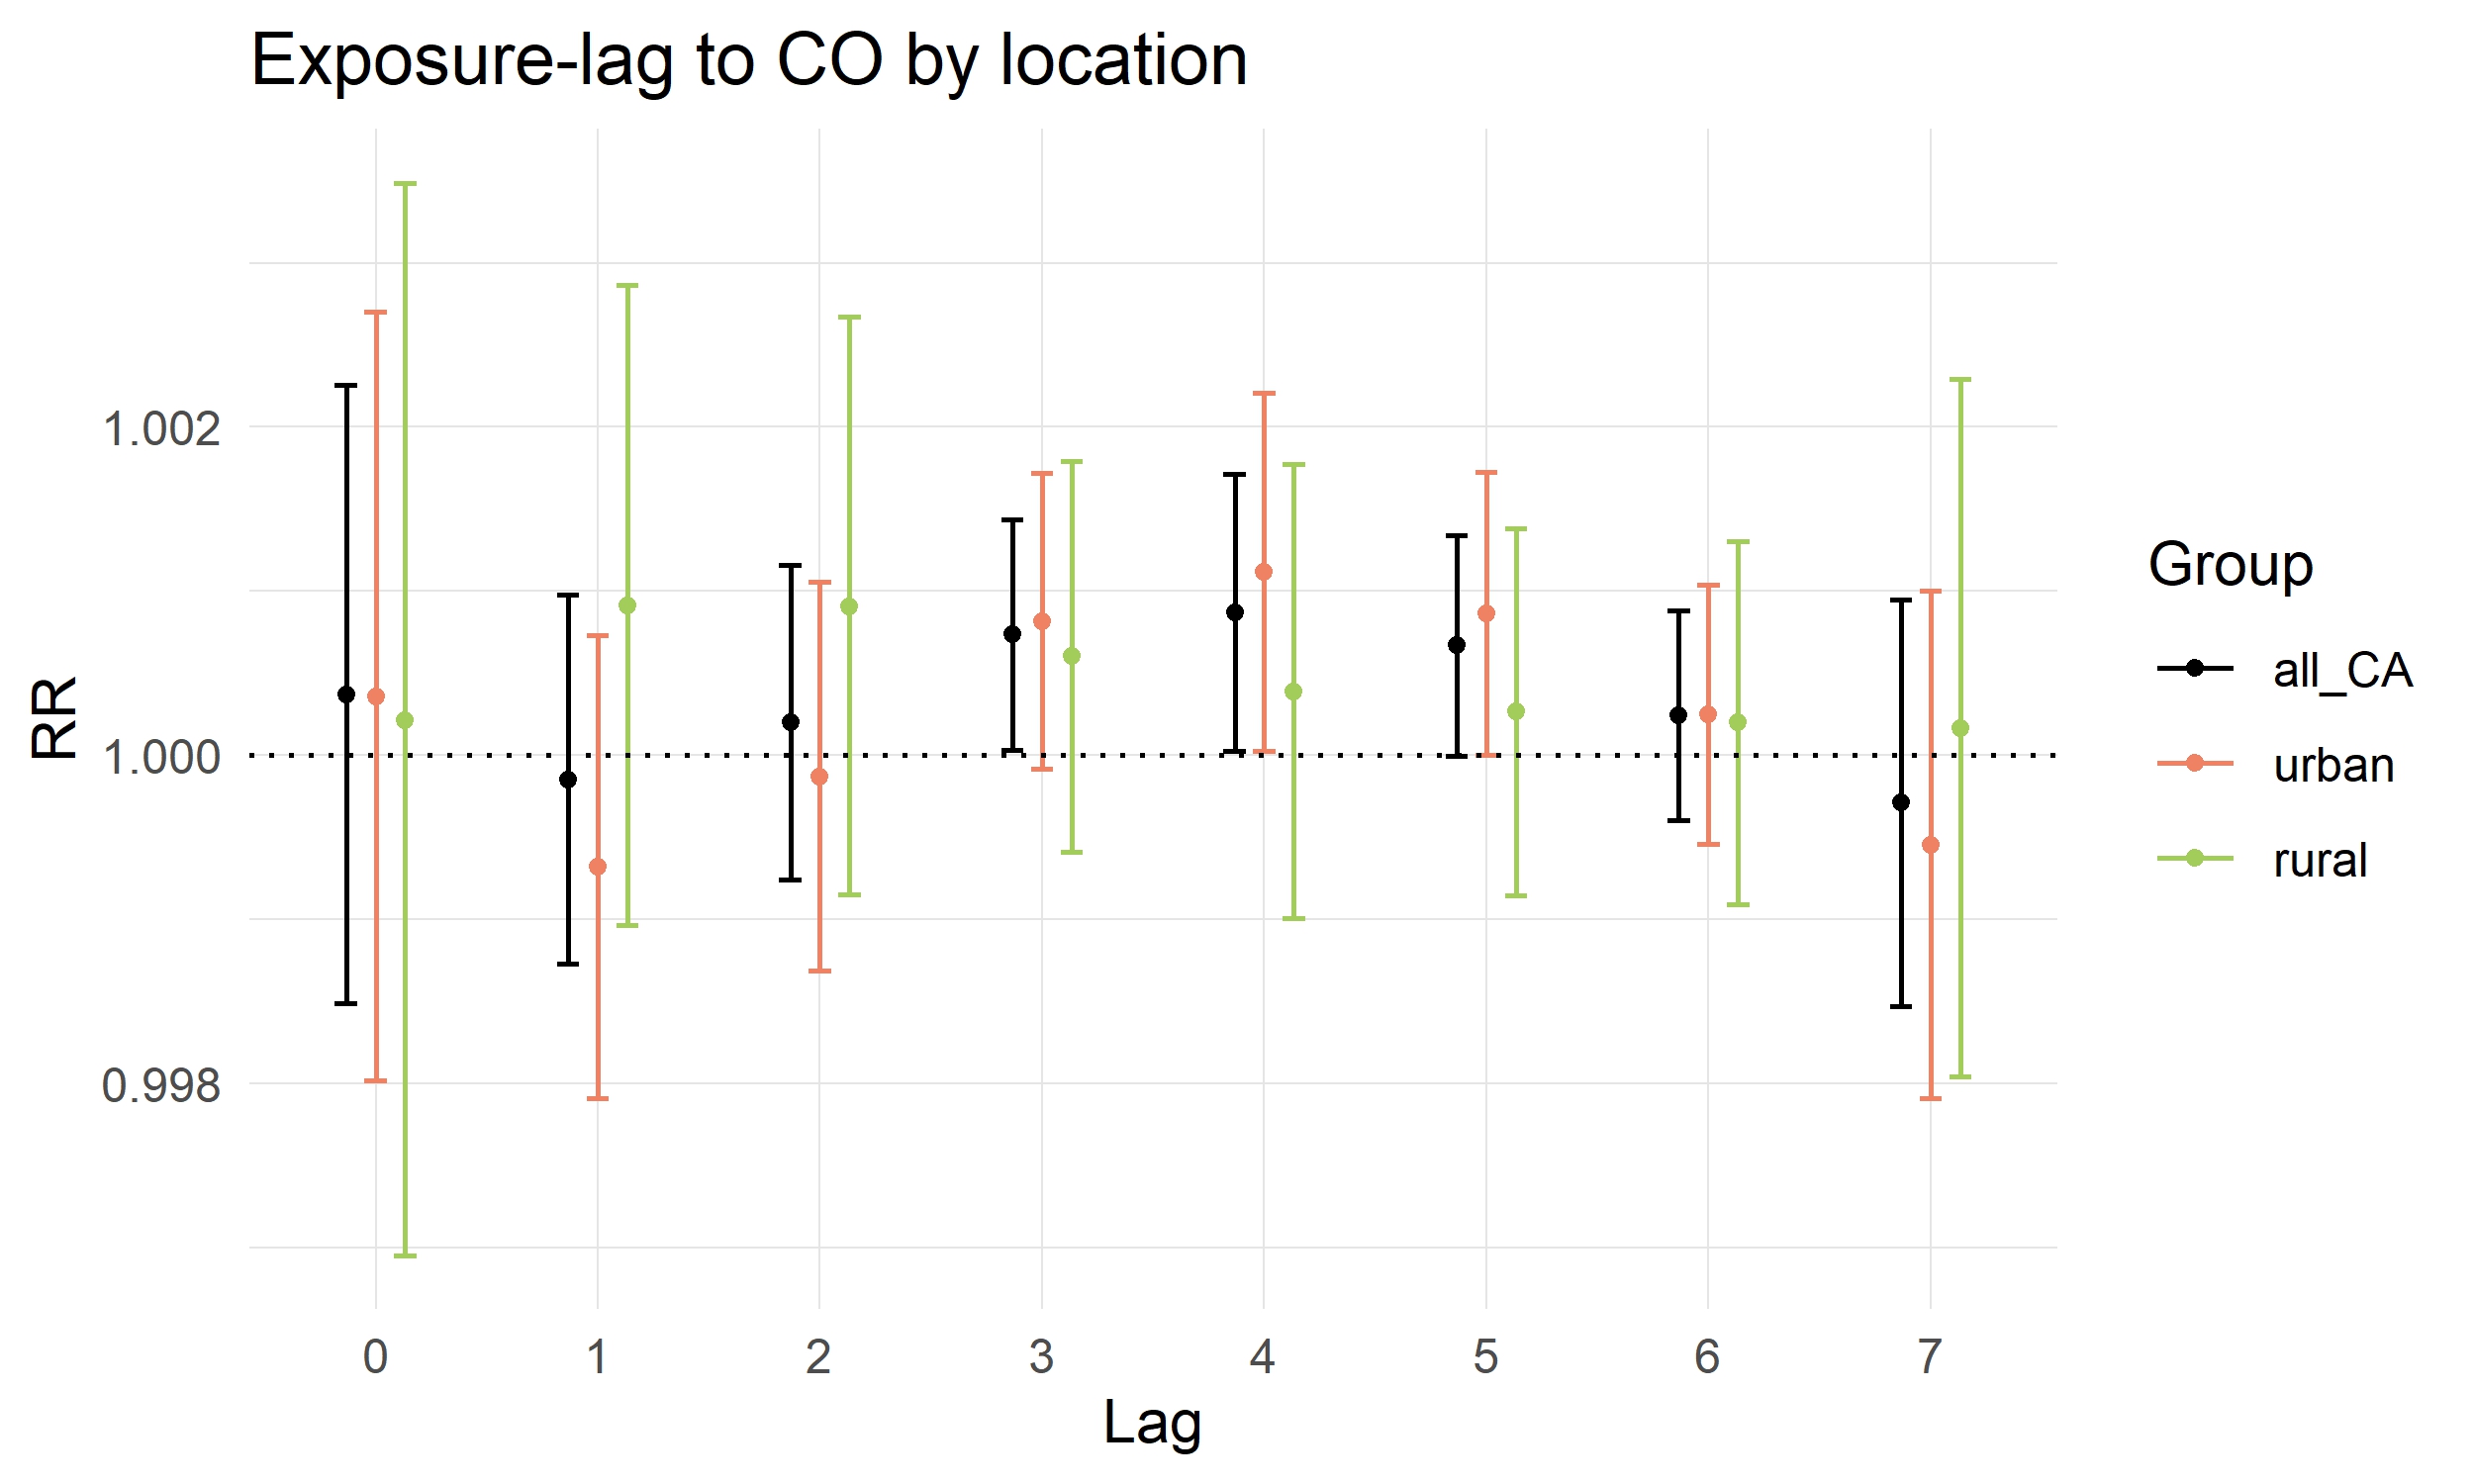 Exposure-lag to CO by location
RR
1.002
1.000
0.998
0 1 2 3 4 5 6 7
Lag
Group
all_CA
urban
rural